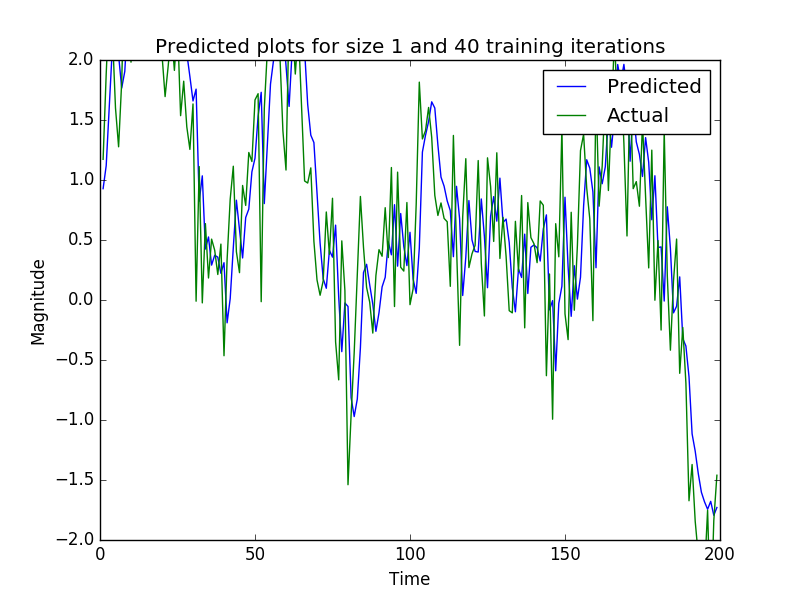 Predicted plots for size 1 and 40 training iterations
Predicted
Actual
2.0
1.5
1.0
0.5
0.0
−0.5
−1.0
−1.5
−2.0
Magnitude
0 50 100 150 200
Time